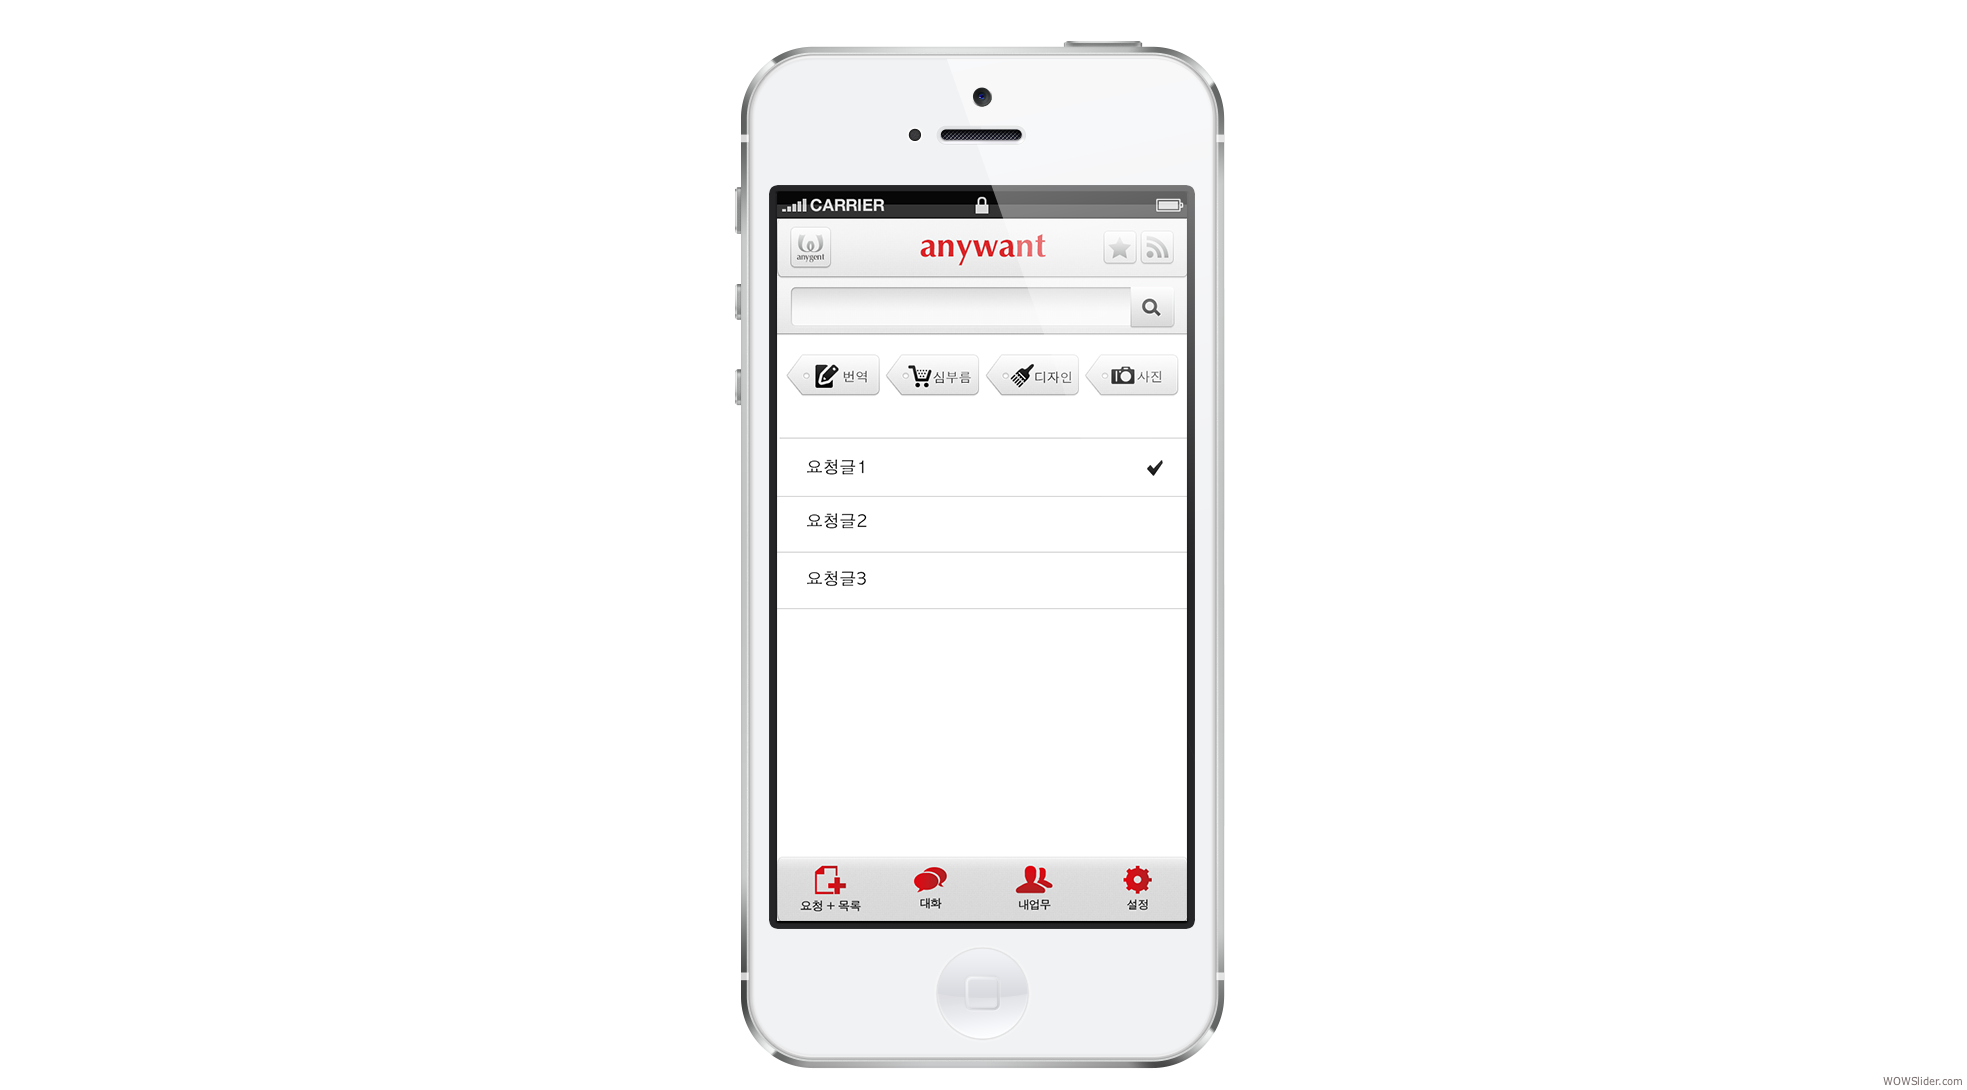 CARRIER
anygent
anywant
번역 심부름 디자인 사진
요청글1
요청글2
요청글3
요청 + 목록 대화 내업무 설정
WOWSlider.com